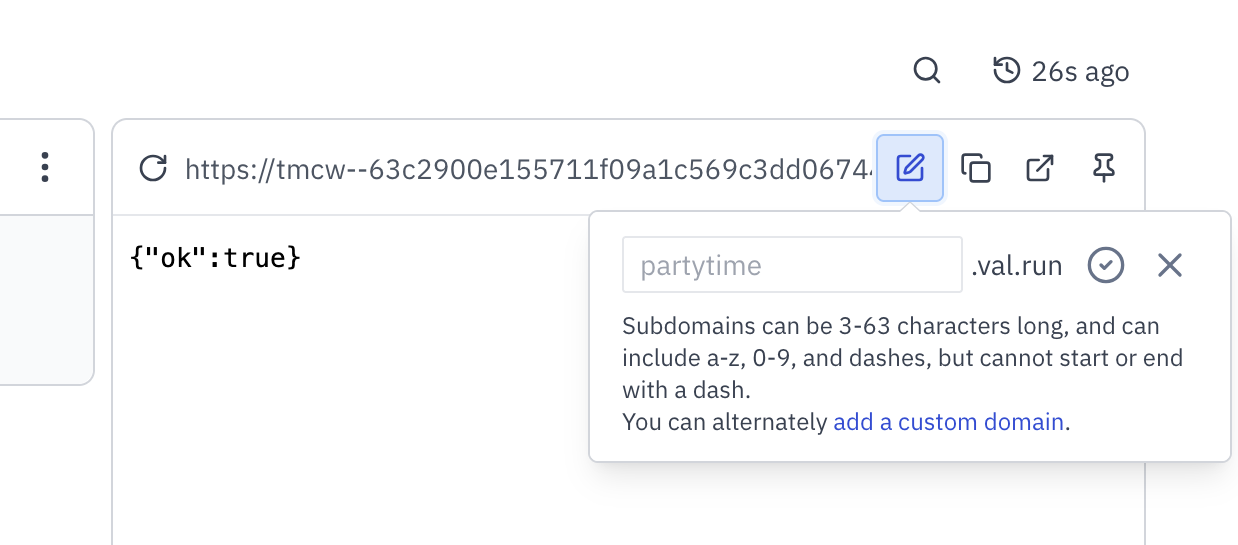 26s ago
https://tmcw--63c2900e155711f09a1c569c3dd0674
{"ok":true}
partytime .val.run
Subdomains can be 3-63 characters long, and can
include a-z, 0-9, and dashes, but cannot start or end
with a dash.
You can alternately add a custom domain.